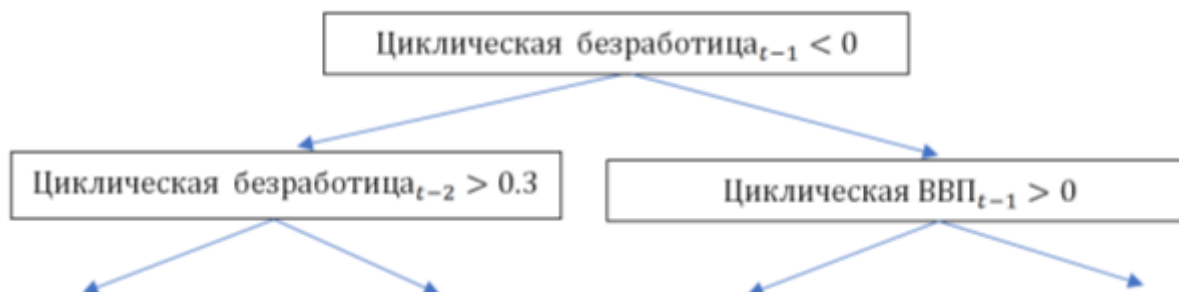 Циклическая безработица_{t−1} < 0
Циклическая безработица_{t−2} > 0.3
Циклическая ВВП_{t−1} > 0